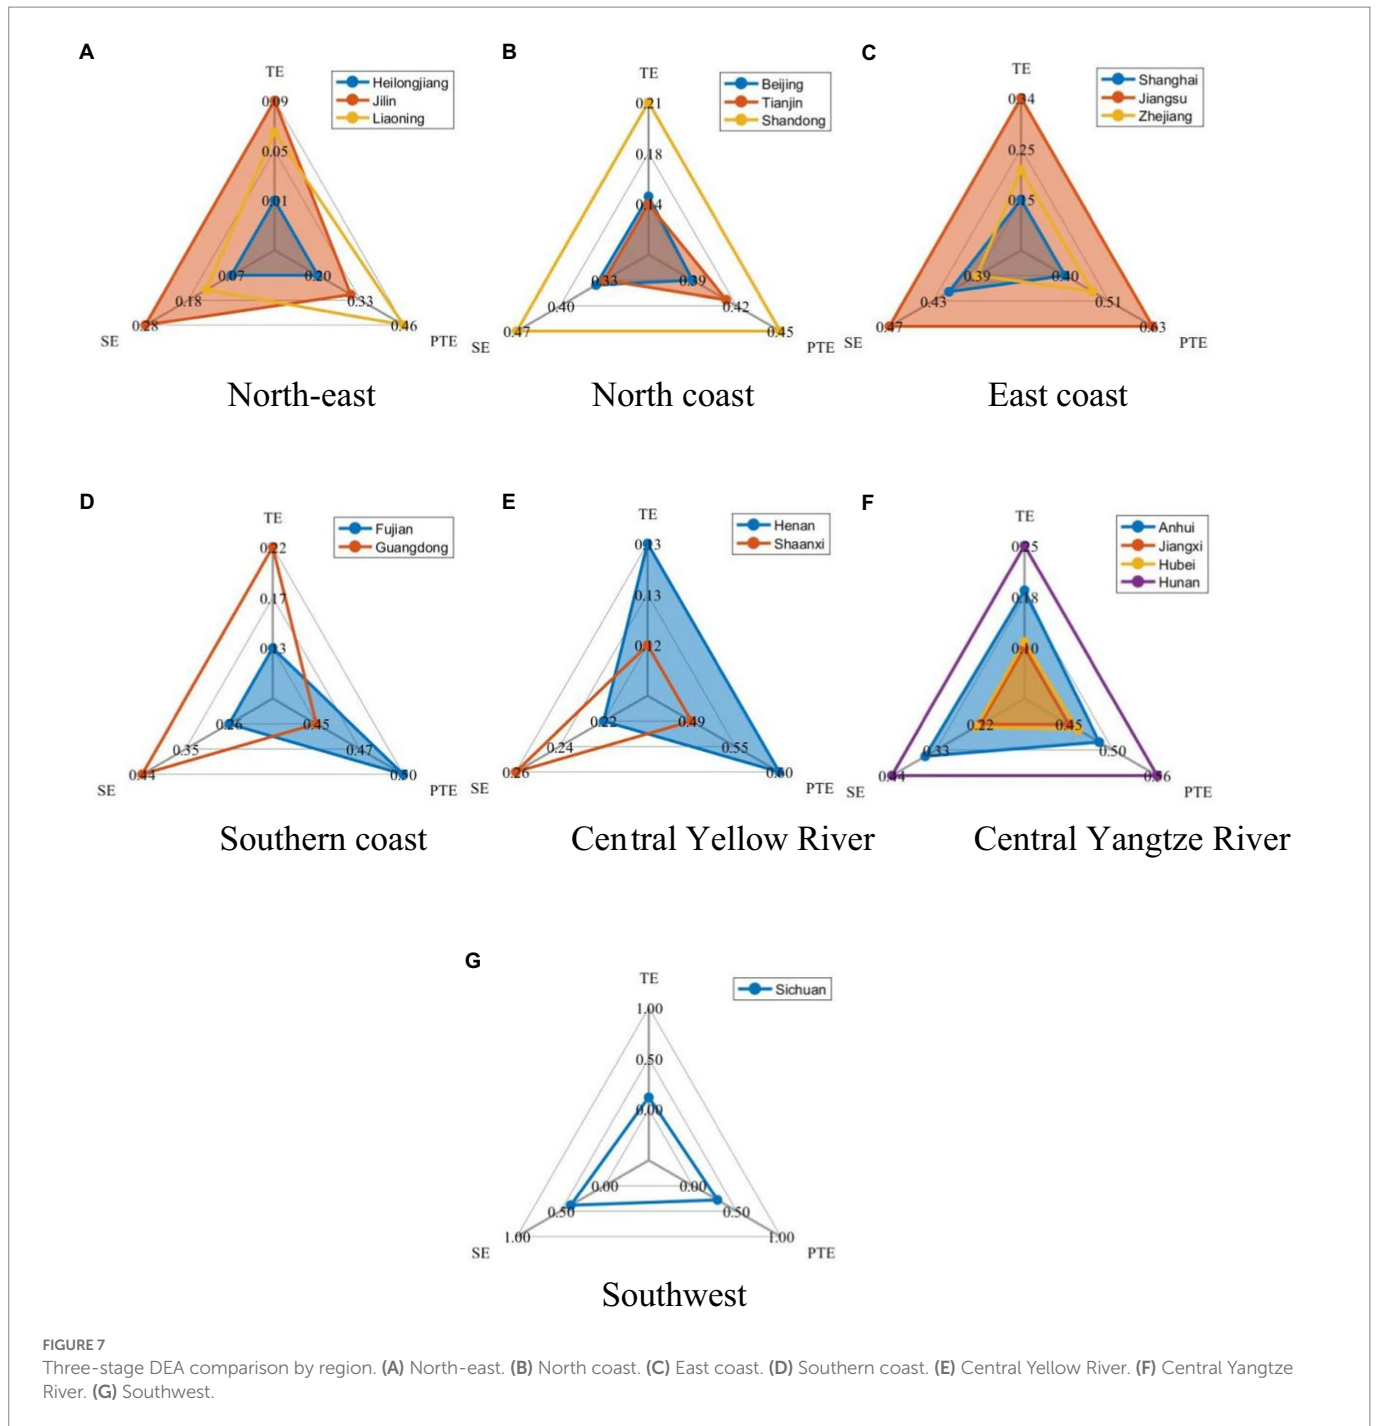 A
TE
Heilongjiang
Jilin
Liaoning
0.09
0.05
0.01
0.07
0.20
0.18
0.33
0.28
0.46
SE
PTE
North-east
B
TE
Beijing
Tianjin
Shandong
0.21
0.18
0.14
0.33
0.39
0.40
0.42
0.47
0.45
SE
PTE
North coast
C
TE
Shanghai
Jiangsu
Zhejiang
0.34
0.25
0.15
0.39
0.40
0.43
0.51
0.47
0.63
SE
PTE
East coast
D
TE
Fujian
Guangdong
0.22
0.17
0.13
0.26
0.45
0.35
0.47
0.44
0.50
SE
PTE
Southern coast
E
TE
Henan
Shaanxi
0.13
0.13
0.12
0.22
0.49
0.24
0.55
0.26
0.60
SE
PTE
Central Yellow River
F
TE
Anhui
Jiangxi
Hubei
Hunan
0.25
0.18
0.10
0.22
0.45
0.33
0.50
0.44
0.56
SE
PTE
Central Yangtze River
G
TE
Sichuan
1.00
0.50
0.00
0.00
0.00
0.50
0.50
1.00
1.00
SE
PTE
Southwest
FIGURE 7
Three-stage DEA comparison by region. (A) North-east. (B) North coast. (C) East coast. (D) Southern coast. (E) Central Yellow River. (F) Central Yangtze
River. (G) Southwest.